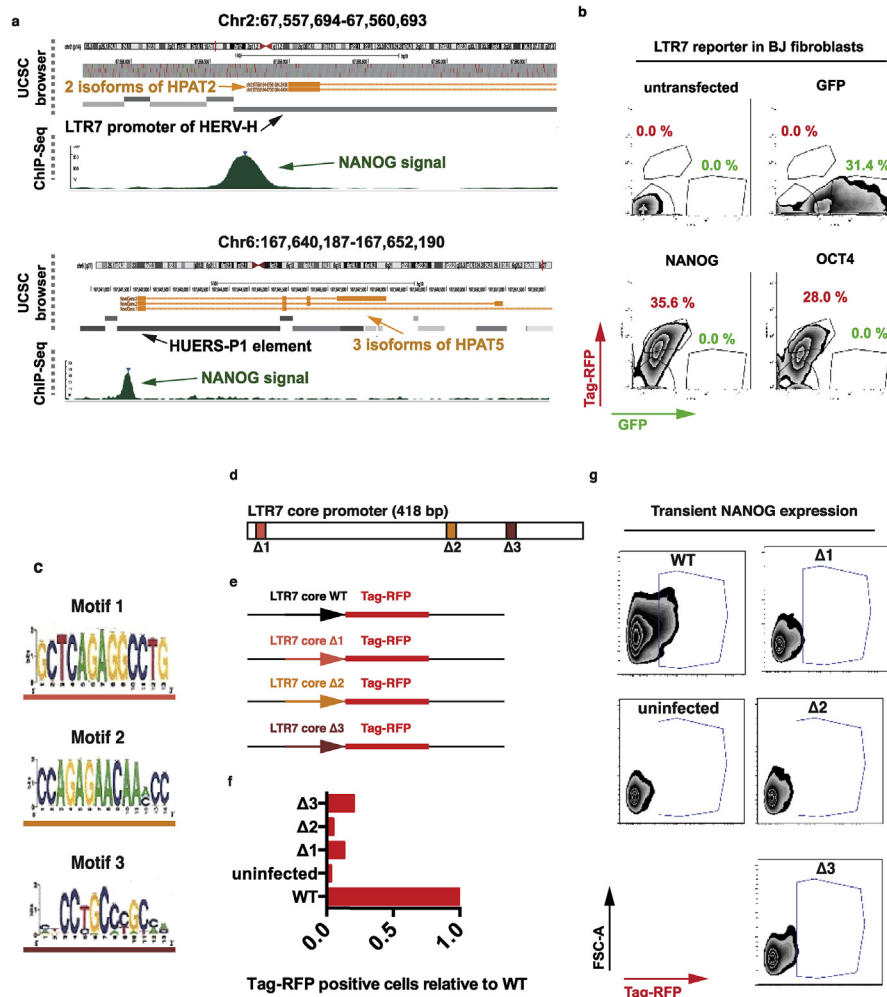 a
Chr2:67,557,694-67,560,693
UCSC
browser
2 isoforms of HPAT2
LTR7 promoter of HERV-H
ChIP-Seq
NANOG signal
Chr6:167,640,187-167,652,190
UCSC
browser
HUERS-P1 element
3 isoforms of HPAT5
ChIP-Seq
NANOG signal
b
LTR7 reporter in BJ fibroblasts
untransfected
GFP
0.0 %
0.0 %
0.0 %
31.4 %
NANOG
OCT4
35.6 %
28.0 %
0.0 %
0.0 %
Tag-RFP
GFP
c
Motif 1
GCTCAGAGGCCTG
Motif 2
CCAGAGAACAA CC
Motif 3
d
LTR7 core promoter (418 bp)
Δ1
Δ2
Δ3
e
LTR7 core WT Tag-RFP
LTR7 core Δ1 Tag-RFP
LTR7 core Δ2 Tag-RFP
LTR7 core Δ3 Tag-RFP
f
Δ3
Δ2
Δ1
uninfected
WT
0.0 0.5 1.0
Tag-RFP positive cells relative to WT
g
Transient NANOG expression
WT
Δ1
uninfected
Δ2
Δ3
FSC-A
Tag-RFP